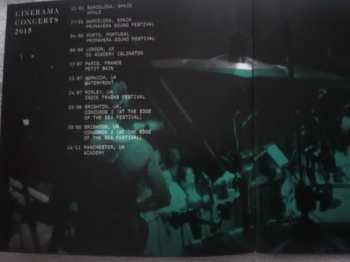 CINERAMA
CONCERTS
2015
BARCELONA, SPAIN
APOLO
BARCELONA, SPAIN
PRIMAVERA SOUND FESTIVAL
PORTO, PORTUGAL
PRIMAVERA SOUND FESTIVAL
LONDON, UK
O2 ACADEMY ISLINGTON
PARIS, FRANCE
PETIT BAIN
NORWICH, UK
WATERFRONT
24/07 RIPLEY, UK
INDIE TRACKS FESTIVAL
BRIGHTON, UK
CONCORDE 2 (AT THE EDGE
OF THE SEA FESTIVAL)
BRIGHTON, UK
CONCORDE 2 (AT THE EDGE
OF THE SEA FESTIVAL)
MANCHESTER, UK
ACADEMY